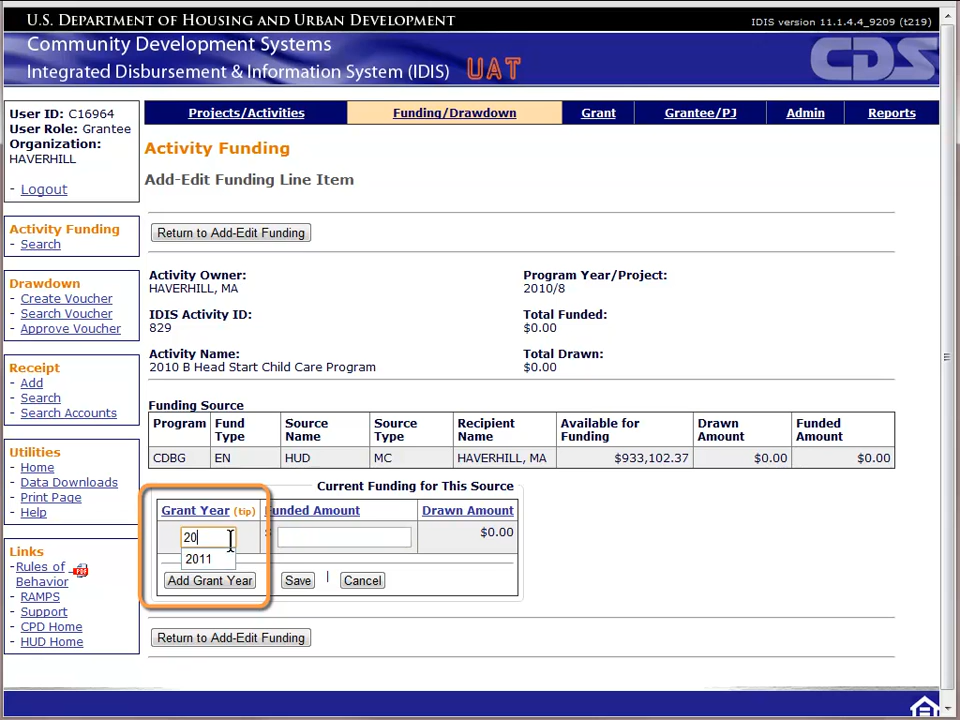 U.S. DEPARTMENT OF HOUSING AND URBAN DEVELOPMENT
IDIS version 11.1.4.4_9209 (t219)
Community Development Systems
Integrated Disbursement & Information System (IDIS) UAT
CDS
User ID: C16964
User Role: Grantee
Organization:
HAVERHILL
- Logout
Activity Funding
- Search
Drawdown
- Create Voucher
- Search Voucher
- Approve Voucher
Receipt
- Add
- Search
- Search Accounts
Utilities
- Home
- Data Downloads
- Print Page
- Help
Links
- Rules of
Behavior
- RAMPS
- Support
- CPD Home
- HUD Home
Projects/Activities Funding/Drawdown Grant Grantee/PJ Admin Reports
Activity Funding
Add-Edit Funding Line Item
Return to Add-Edit Funding
Activity Owner:
HAVERHILL, MA
Program Year/Project:
2010/8
IDIS Activity ID:
829
Total Funded:
$0.00
Activity Name:
2010 B Head Start Child Care Program
Total Drawn:
$0.00
Funding Source
Program Fund Type Source Name Source Type Recipient Name Available for Funding Drawn Amount Funded Amount
CDBG EN HUD MC HAVERHILL, MA $933,102.37 $0.00 $0.00
Current Funding for This Source
Grant Year (tip) Funded Amount Drawn Amount
20 $ $0.00
2011
Add Grant Year Save | Cancel
Return to Add-Edit Funding